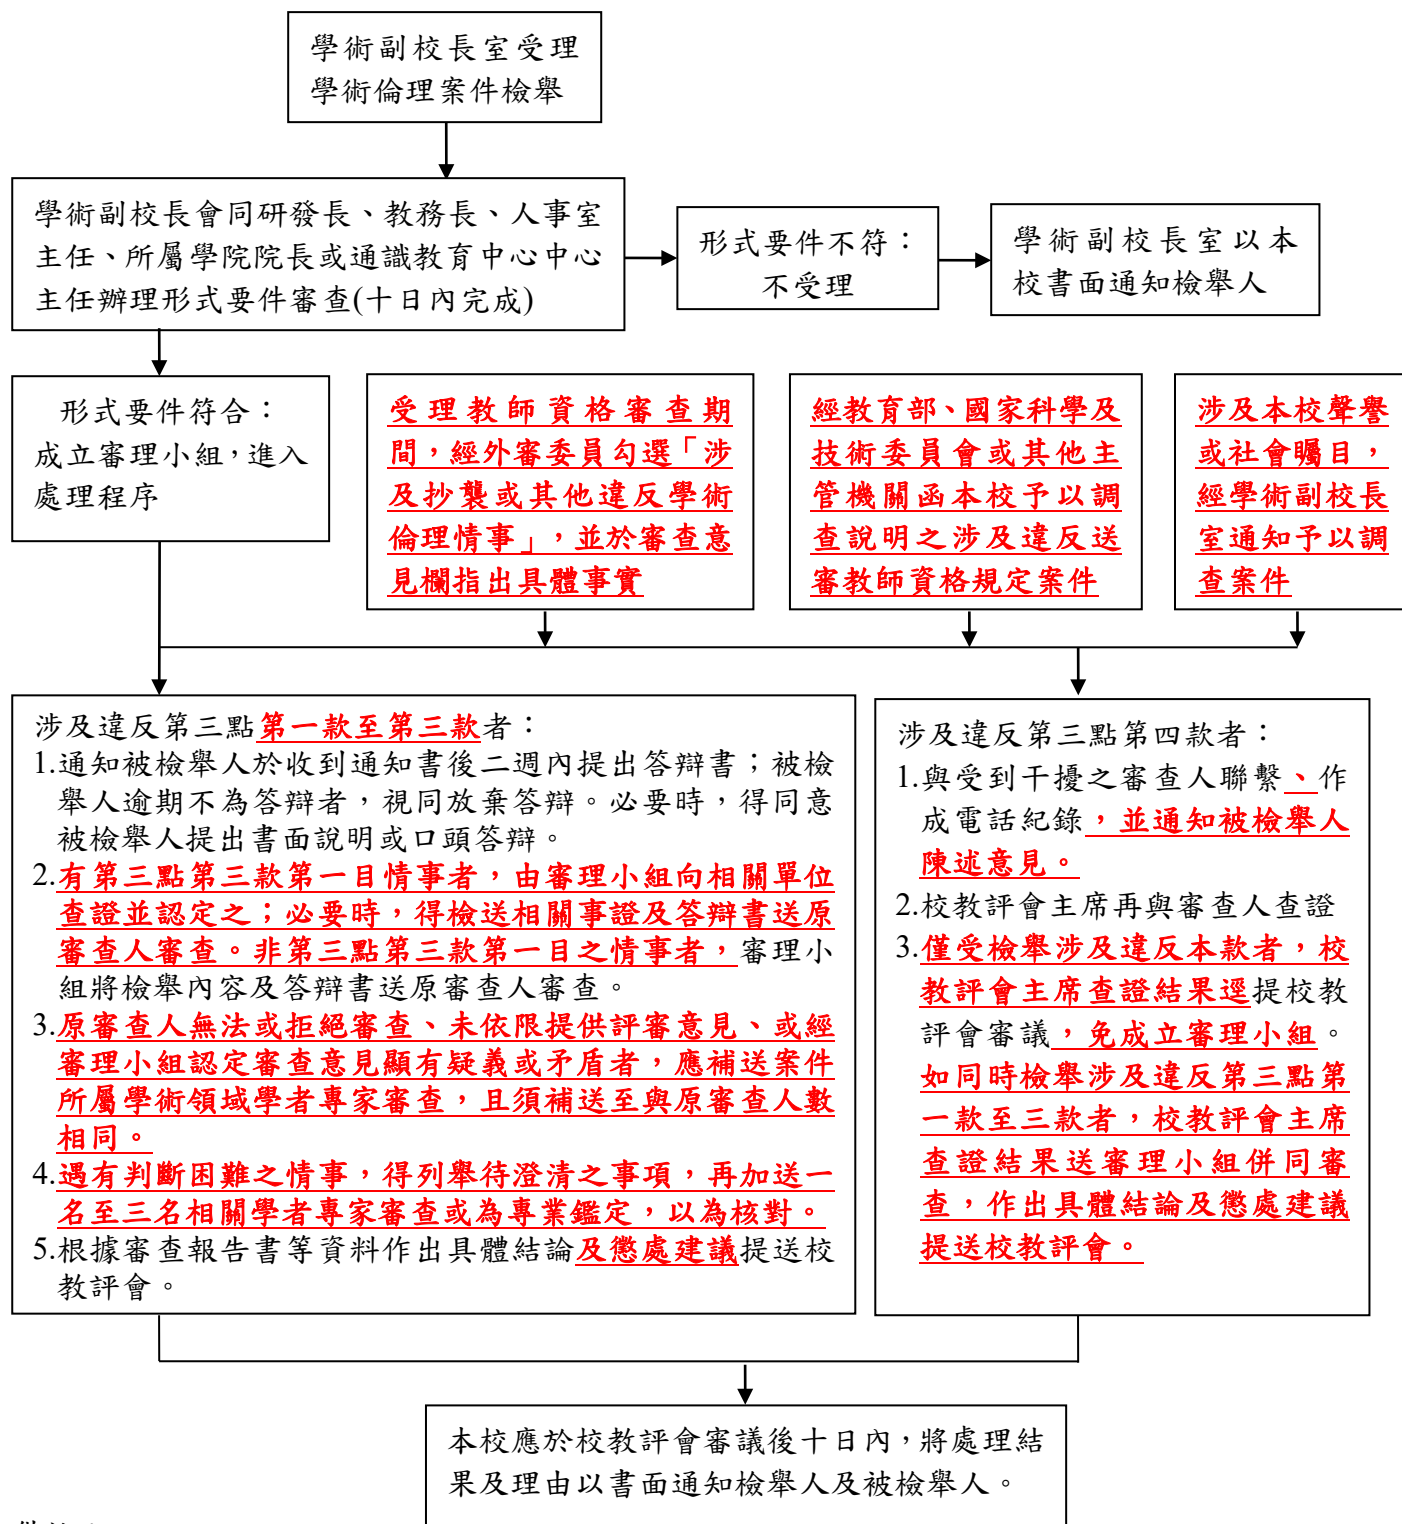 學術副校長室受理
學術倫理案件檢舉
學術副校長會同研發長、教務長、人事室
主任、所屬學院院長或通識教育中心中心
主任辦理形式要件審查(十日內完成)
形式要件不符：
不受理
學術副校長室以本
校書面通知檢舉人
形式要件符合：
成立審理小組，進入
處理程序
受理教師資格審查期
間，經外審委員勾選「涉
及抄襲或其他違反學術
倫理情事」，並於審查意
見欄指出具體事實
經教育部、國家科學及
技術委員會或其他主
管機關函本校予以調
查說明之涉及違反送
審教師資格規定案件
涉及本校聲譽
或社會矚目，
經學術副校長
室通知予以調
查案件
涉及違反第三點第一款至第三款者：
1.通知被檢舉人於收到通知書後二週內提出答辯書；被檢
舉人逾期不為答辯者，視同放棄答辯。必要時，得同意
被檢舉人提出書面說明或口頭答辯。
2.有第三點第三款第一目情事者，由審理小組向相關單位
查證並認定之；必要時，得檢送相關事證及答辯書送原
審查人審查。非第三點第三款第一目之情事者，審理小
組將檢舉內容及答辯書送原審查人審查。
3.原審查人無法或拒絕審查、未依限提供評審意見、或經
審理小組認定審查意見顯有疑義或矛盾者，應補送案件
所屬學術領域學者專家審查，且須補送至與原審查人數
相同。
4.遇有判斷困難之情事，得列舉待澄清之事項，再加送一
名至三名相關學者專家審查或為專業鑑定，以為核對。
5.根據審查報告書等資料作出具體結論及懲處建議提送校
教評會。
涉及違反第三點第四款者：
1.與受到干擾之審查人聯繫、作
成電話紀錄，並通知被檢舉人
陳述意見。
2.校教評會主席再與審查人查證
3.僅受檢舉涉及違反本款者，校
教評會主席查證結果逕提校教
評會審議，免成立審理小組。
如同時檢舉涉及違反第三點第
一款至三款者，校教評會主席
查證結果送審理小組併同審
查，作出具體結論及懲處建議
提送校教評會。
本校應於校教評會審議後十日內，將處理結
果及理由以書面通知檢舉人及被檢舉人。